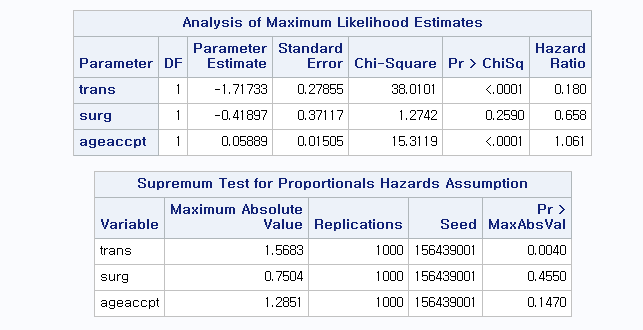 Analysis of Maximum Likelihood Estimates
Parameter DF Parameter Estimate Standard Error Chi-Square Pr > ChiSq Hazard Ratio
trans 1 -1.71733 0.27855 38.0101 <.0001 0.180
surg 1 -0.41897 0.37117 1.2742 0.2590 0.658
ageaccpt 1 0.05889 0.01505 15.3119 <.0001 1.061
Supremum Test for Proportionals Hazards Assumption
Variable Maximum Absolute Value Replications Seed Pr > MaxAbsVal
trans 1.5683 1000 156439001 0.0040
surg 0.7504 1000 156439001 0.4550
ageaccpt 1.2851 1000 156439001 0.1470